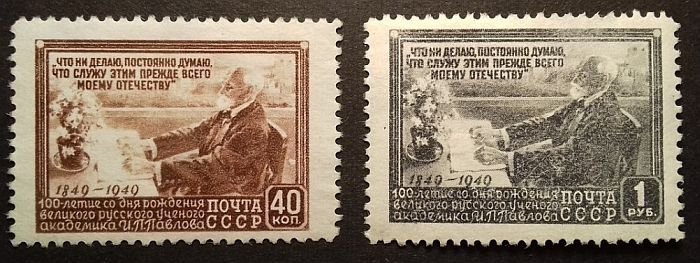 „ЧТО НИ ДЕЛАЮ, ПОСТОЯННО ДУМАЮ,
ЧТО СЛУЖУ ЭТИМ ПРЕЖДЕ ВСЕГО
МОЕМУ ОТЕЧЕСТВУ"
1849-1949
100-летие со дня рождения
великого русского ученого
академика И.П.Павлова
ПОЧТА
СССР
40
КОП.
„ЧТО НИ ДЕЛАЮ, ПОСТОЯННО ДУМАЮ,
ЧТО СЛУЖУ ЭТИМ ПРЕЖДЕ ВСЕГО
МОЕМУ ОТЕЧЕСТВУ"
1849-1949
100-летие со дня рождения
великого русского ученого
академика И.П.Павлова
ПОЧТА
СССР
1
РУБ.